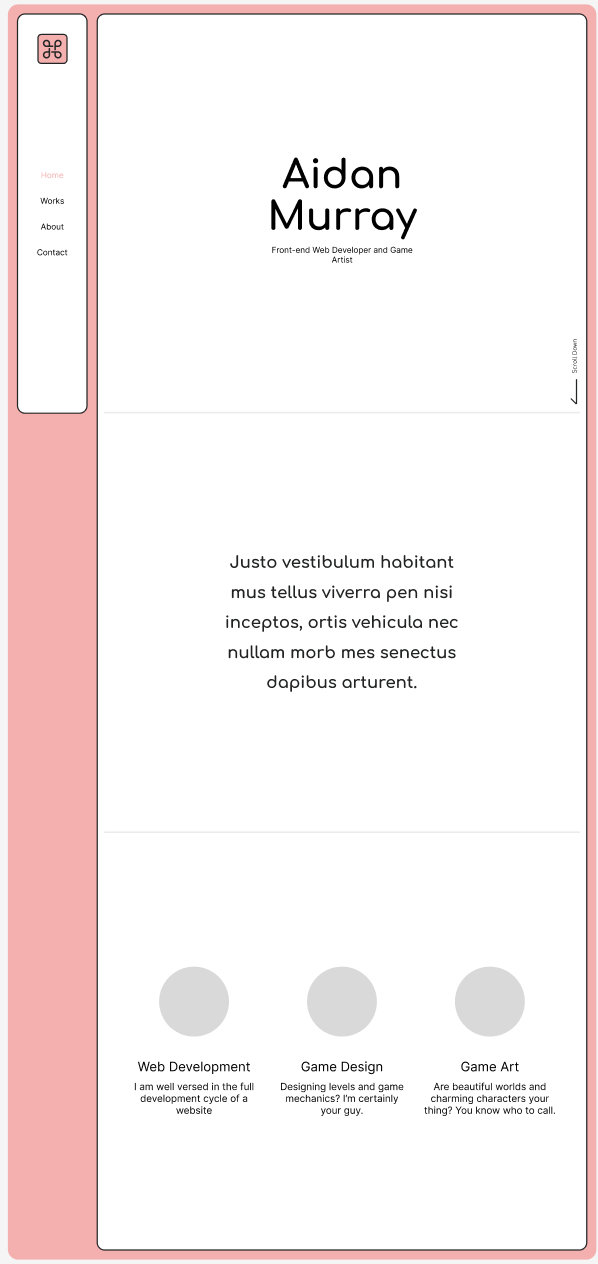 Home
Works
About
Contact
Aidan
Murray
Front-end Web Developer and Game
Artist
Scroll Down
Justo vestibulum habitant
mus tellus viverra pen nisi
inceptos, ortis vehicula nec
nullam morb mes senectus
dapibus arturent.
Web Development
I am well versed in the full
development cycle of a
website
Game Design
Designing levels and game
mechanics? I'm certainly
your guy.
Game Art
Are beautiful worlds and
charming characters your
thing? You know who to call.